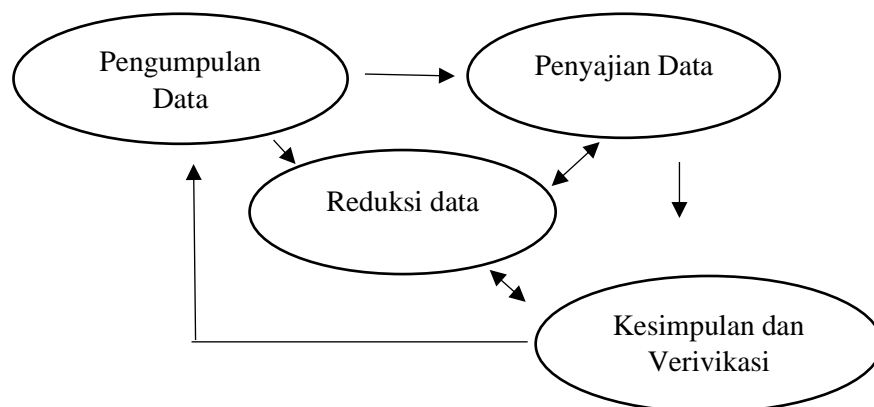 Pengumpulan
Data
Penyajian Data
Reduksi data
Kesimpulan dan
Verivikasi